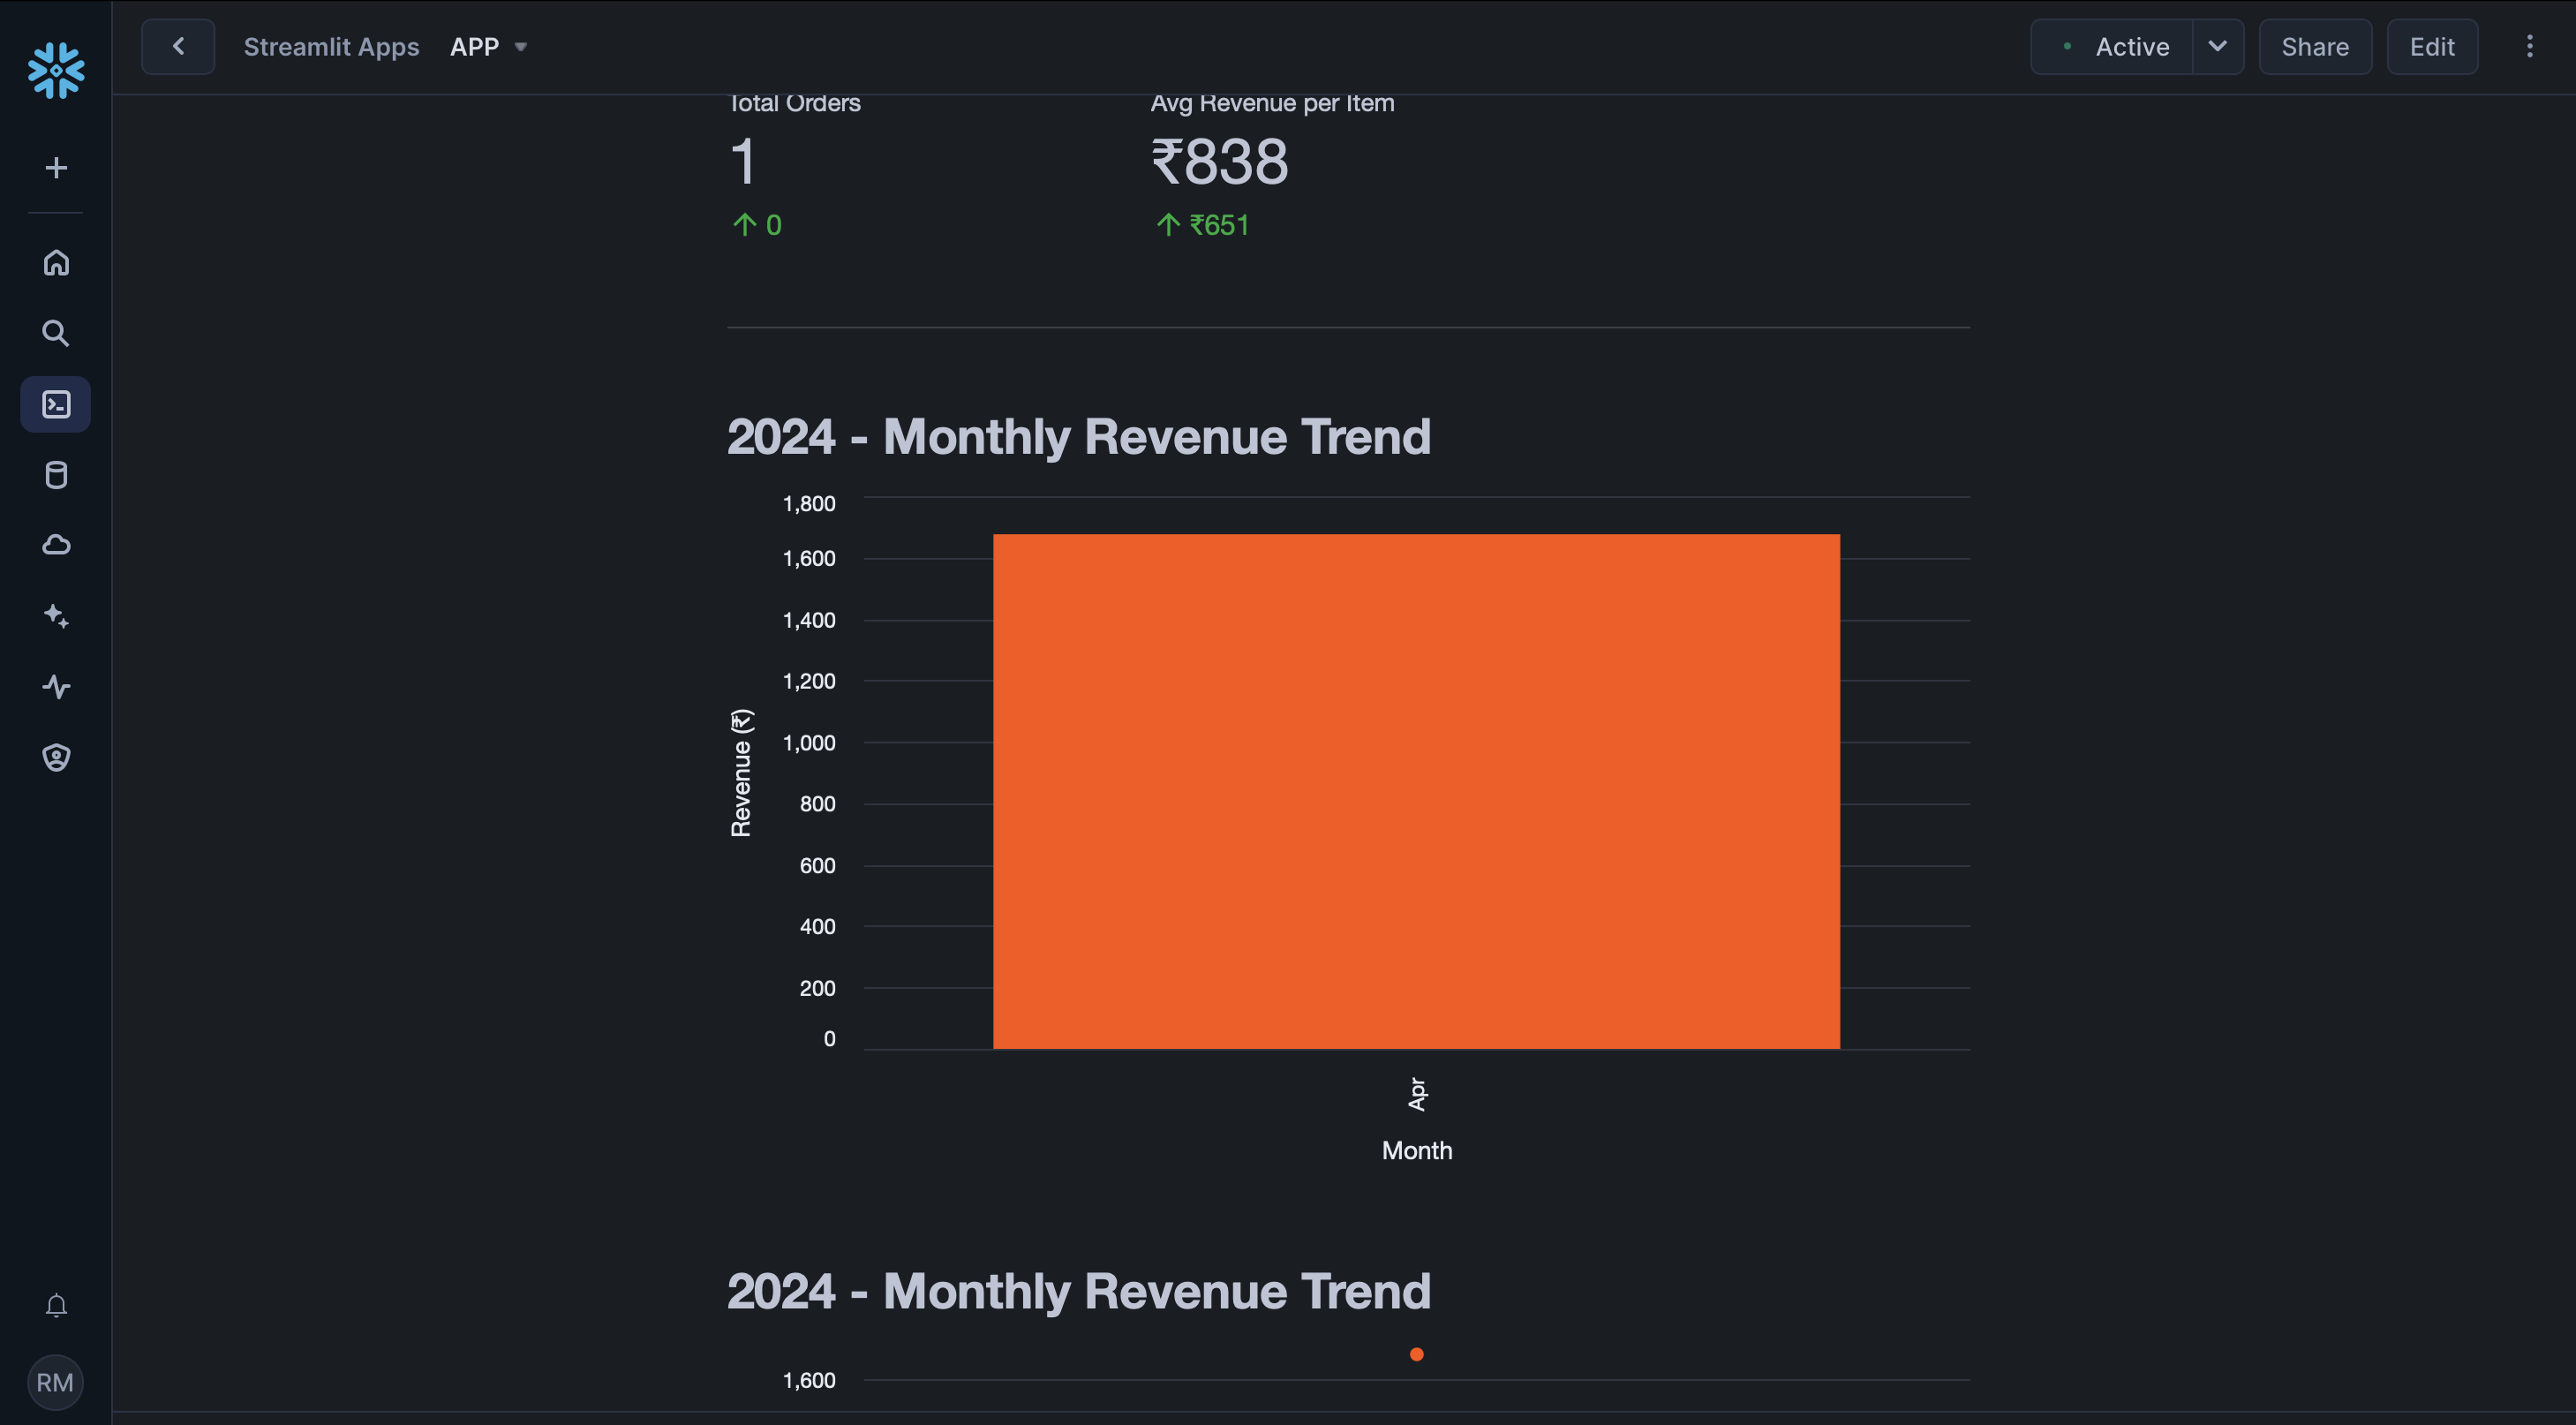 Streamlit Apps APP
Active
Share
Edit
Total Orders
1
↑ 0
Avg Revenue per Item
₹838
↑ ₹651
2024 - Monthly Revenue Trend
1,800
1,600
1,400
1,200
1,000
800
600
400
200
0
Revenue (₹)
Apr
Month
2024 - Monthly Revenue Trend
1,600
RM